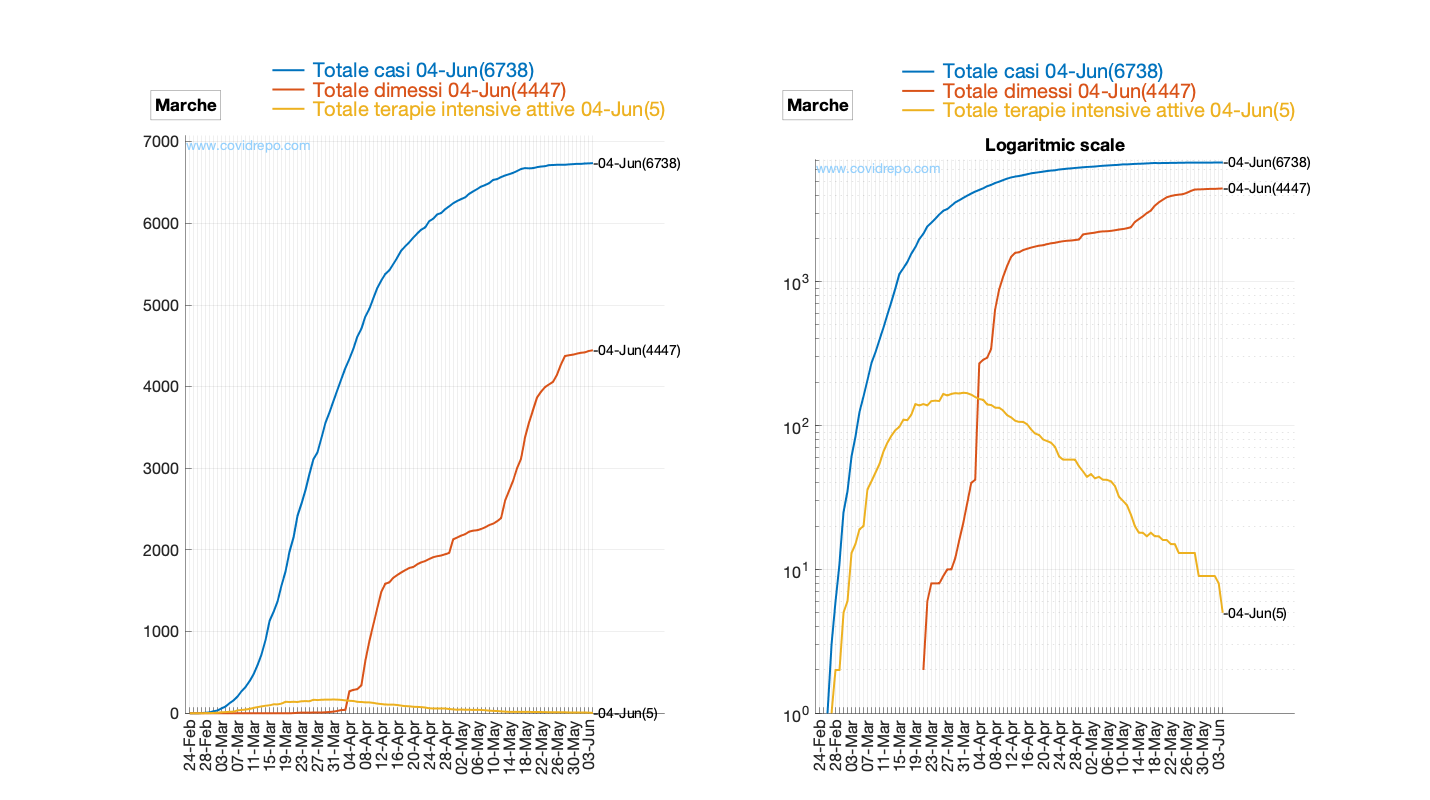 Totale casi 04-Jun(6738)
Totale dimessi 04-Jun(4447)
Totale terapie intensive attive 04-Jun(5)
Marche
www.covidrepo.com
7000
6000
5000
4000
3000
2000
1000
0
04-Jun(6738)
04-Jun(4447)
04-Jun(5)
24-Feb
28-Feb
03-Mar
07-Mar
11-Mar
15-Mar
19-Mar
23-Mar
27-Mar
31-Mar
04-Apr
08-Apr
12-Apr
16-Apr
20-Apr
24-Apr
28-Apr
02-May
06-May
10-May
14-May
18-May
22-May
26-May
30-May
03-Jun
Totale casi 04-Jun(6738)
Totale dimessi 04-Jun(4447)
Totale terapie intensive attive 04-Jun(5)
Marche
Logaritmic scale
www.covidrepo.com
10³
10²
10¹
10⁰
04-Jun(6738)
04-Jun(4447)
04-Jun(5)
24-Feb
28-Feb
03-Mar
07-Mar
11-Mar
15-Mar
19-Mar
23-Mar
27-Mar
31-Mar
04-Apr
08-Apr
12-Apr
16-Apr
20-Apr
24-Apr
28-Apr
02-May
06-May
10-May
14-May
18-May
22-May
26-May
30-May
03-Jun